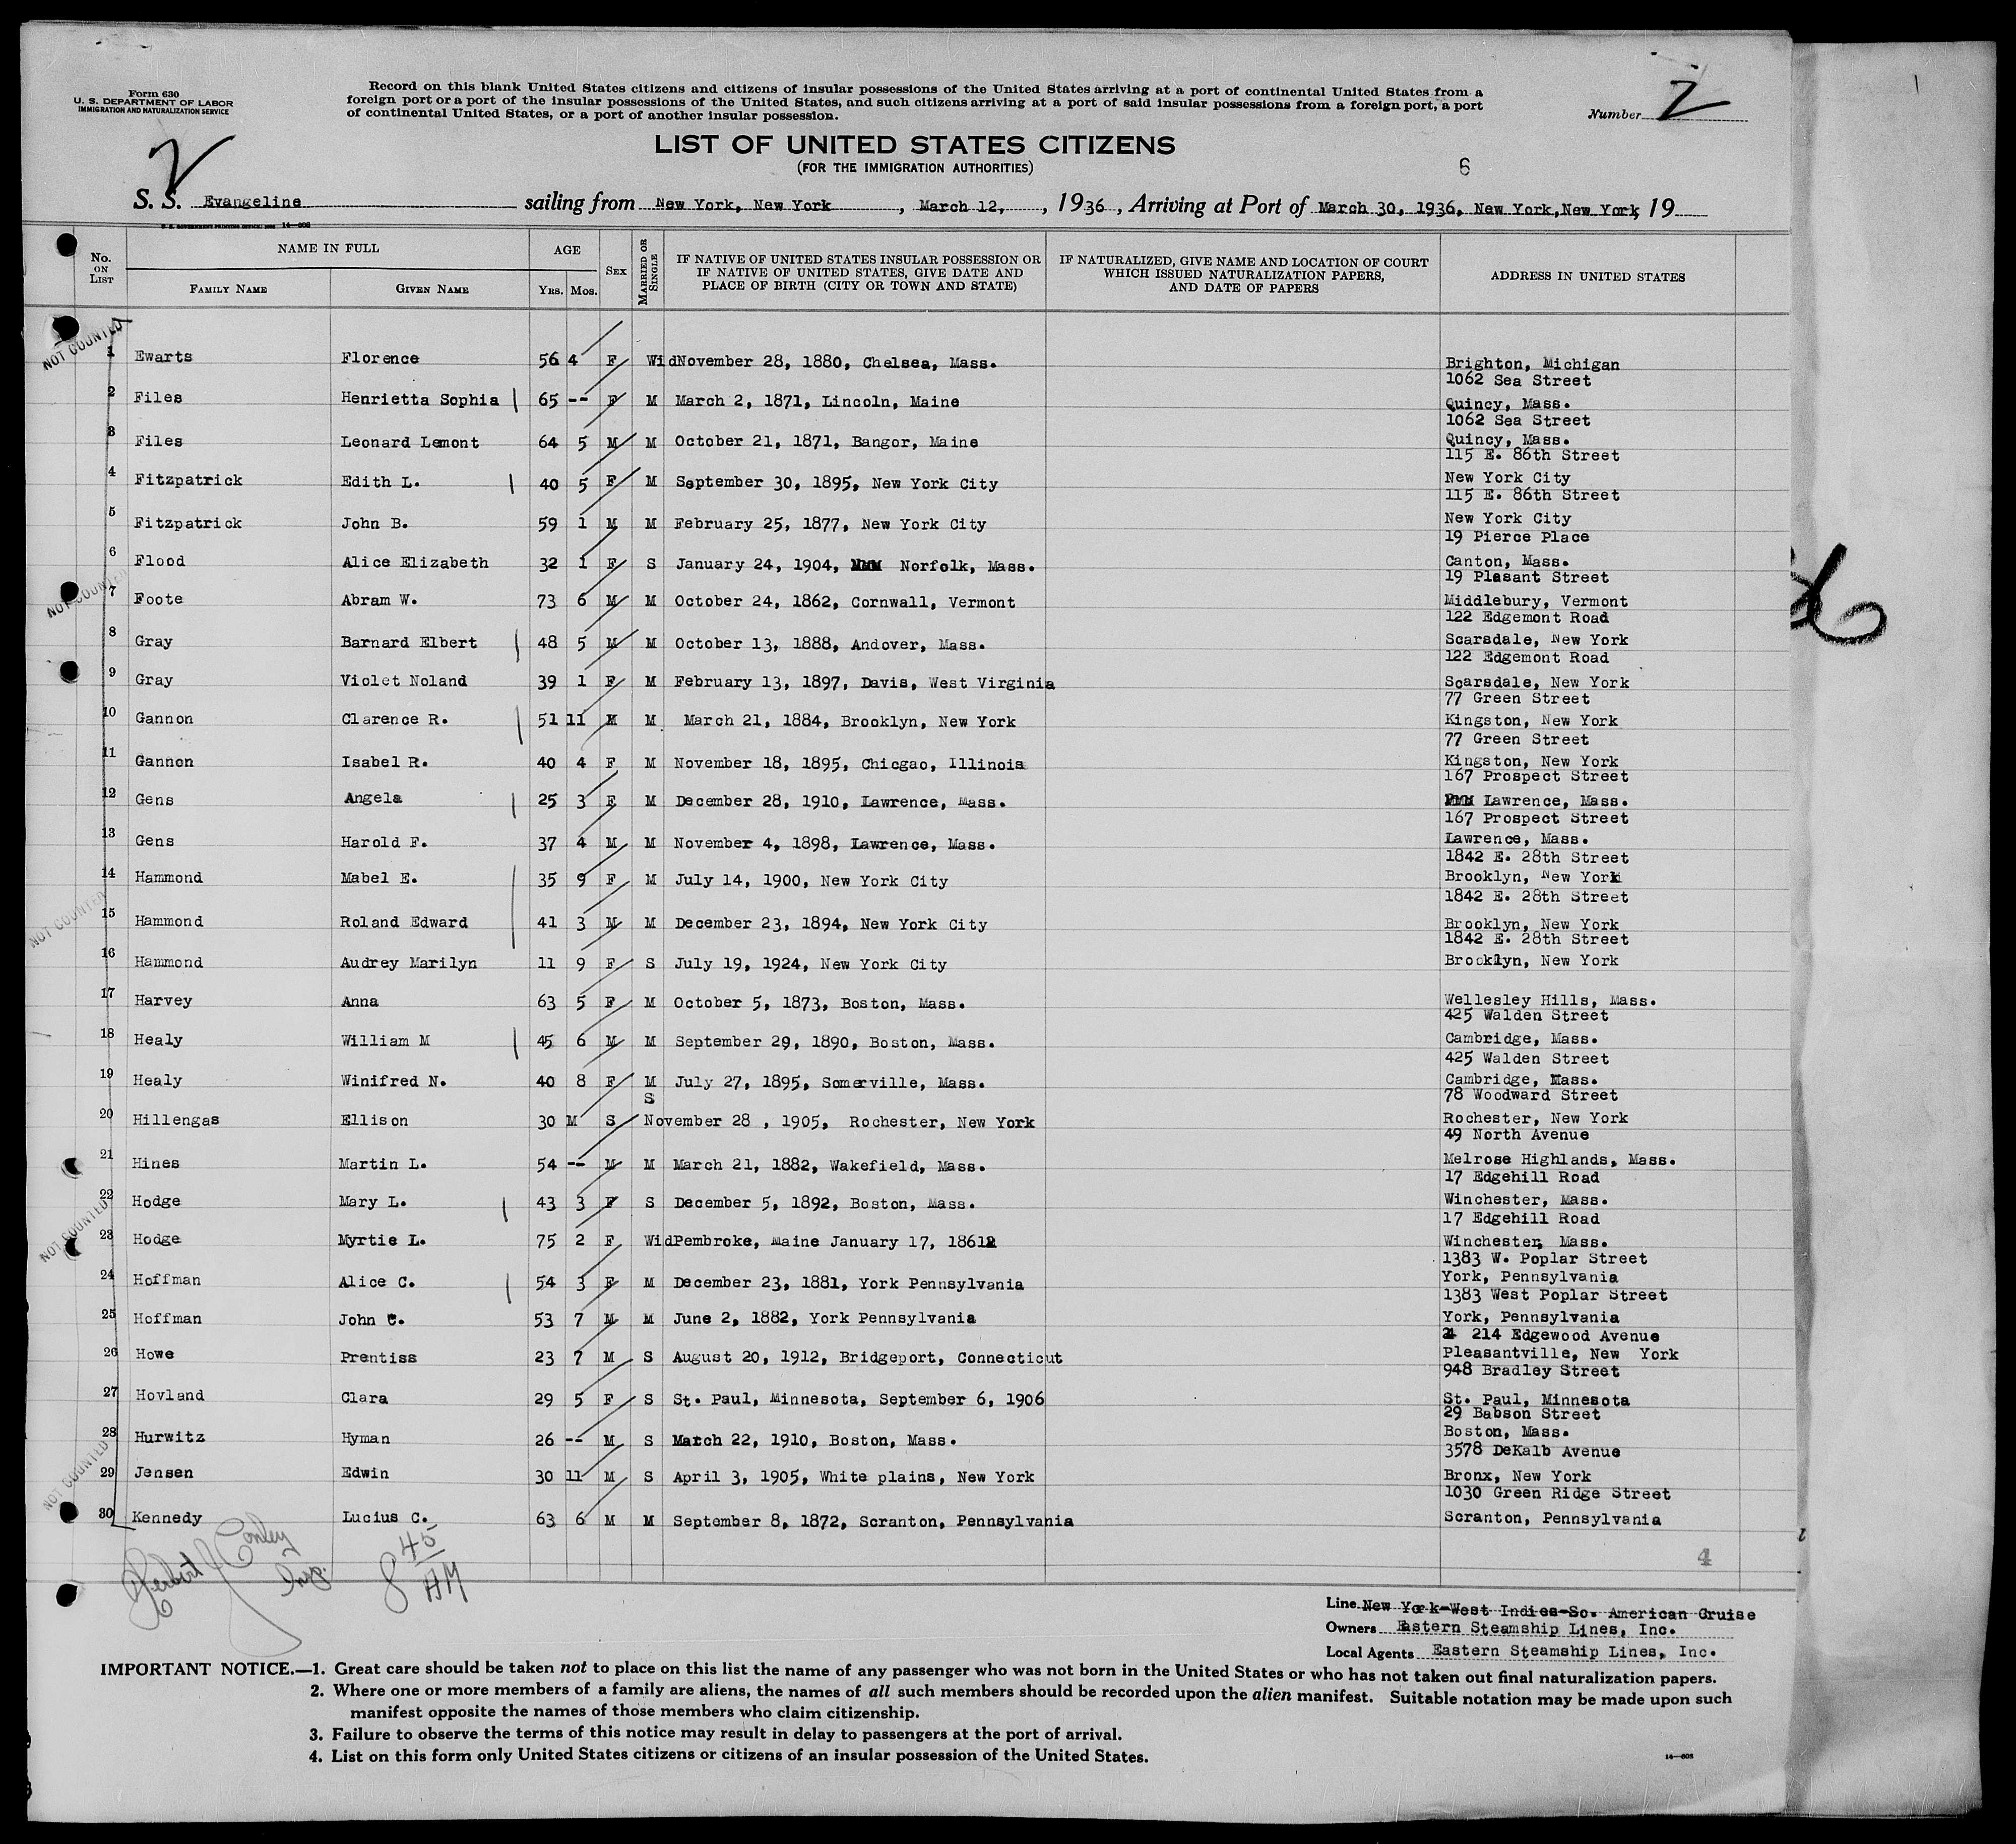 Form 630
U. S. DEPARTMENT OF LABOR
IMMIGRATION AND NATURALIZATION SERVICE
Record on this blank United States citizens and citizens of insular possessions of the United States arriving at a port of continental United States from a
foreign port or a port of the insular possessions of the United States, and such citizens arriving at a port of said insular possessions from a foreign port, a port
of continental United States, or a port of another insular possession.
Number 2
LIST OF UNITED STATES CITIZENS
(FOR THE IMMIGRATION AUTHORITIES)
6
2
S. S. Evangeline sailing from New York, New York, March 12, , 1936, Arriving at Port of March 30, 1936, New York, New York, 19
No. ON LIST NAME IN FULL FAMILY NAME GIVEN NAME AGE YRS. MOS. SEX MARRIED OR SINGLE IF NATIVE OF UNITED STATES INSULAR POSSESSION OR IF NATIVE OF UNITED STATES, GIVE DATE AND PLACE OF BIRTH (CITY OR TOWN AND STATE) IF NATURALIZED, GIVE NAME AND LOCATION OF COURT WHICH ISSUED NATURALIZATION PAPERS, AND DATE OF PAPERS ADDRESS IN UNITED STATES
NOT COUNTED
1 Ewarts Florence 56 4 F Wid November 28, 1880, Chelsea, Mass. Brighton, Michigan
1062 Sea Street
2 Files Henrietta Sophia 65 -- F M March 2, 1871, Lincoln, Maine Quincy, Mass.
1062 Sea Street
3 Files Leonard Lemont 64 5 M M October 21, 1871, Bangor, Maine Quincy, Mass.
115 E. 86th Street
4 Fitzpatrick Edith L. 40 5 F M September 30, 1895, New York City New York City
115 E. 86th Street
5 Fitzpatrick John B. 59 1 M M February 25, 1877, New York City New York City
19 Pierce Place
6 Flood Alice Elizabeth 32 1 F S January 24, 1904, Norfolk, Mass. Canton, Mass.
NOT COUNTED
19 Pleasant Street
7 Foote Abram W. 73 6 M M October 24, 1862, Cornwall, Vermont Middlebury, Vermont
122 Edgemont Road
8 Gray Barnard Elbert 48 5 M M October 13, 1888, Andover, Mass. Scarsdale, New York
122 Edgemont Road
9 Gray Violet Noland 39 1 F M February 13, 1897, Davis, West Virginia Scarsdale, New York
77 Green Street
10 Gannon Clarence R. 51 11 M M March 21, 1884, Brooklyn, New York Kingston, New York
77 Green Street
11 Gannon Isabel R. 40 4 F M November 18, 1895, Chicgao, Illinois Kingston, New York
167 Prospect Street
12 Gens Angela 25 3 F M December 28, 1910, Lawrence, Mass. Lawrence, Mass.
167 Prospect Street
13 Gens Harold F. 37 4 M M November 4, 1898, Lawrence, Mass. Lawrence, Mass.
1842 E. 28th Street
14 Hammond Mabel E. 35 9 F M July 14, 1900, New York City Brooklyn, New York
NOT COUNTED
1842 E. 28th Street
15 Hammond Roland Edward 41 3 M M December 23, 1894, New York City Brooklyn, New York
1842 E. 28th Street
16 Hammond Audrey Marilyn 11 9 F S July 19, 1924, New York City Brooklyn, New York
17 Harvey Anna 63 5 F M October 5, 1873, Boston, Mass. Wellesley Hills, Mass.
425 Walden Street
18 Healy William M 45 6 M M September 29, 1890, Boston, Mass. Cambridge, Mass.
425 Walden Street
19 Healy Winifred N. 40 8 F M July 27, 1895, Somerville, Mass. Cambridge, Mass.
S 78 Woodward Street
20 Hillengas Ellison 30 M S November 28 , 1905, Rochester, New York Rochester, New York
49 North Avenue
21 Hines Martin L. 54 -- M M March 21, 1882, Wakefield, Mass. Melrose Highlands, Mass.
17 Edgehill Road
22 Hodge Mary L. 43 3 F S December 5, 1892, Boston, Mass. Winchester, Mass.
NOT COUNTED
17 Edgehill Road
23 Hodge Myrtie L. 75 2 F Wid Pembroke, Maine January 17, 1861 Winchester, Mass.
1383 W. Poplar Street
24 Hoffman Alice C. 54 3 F M December 23, 1881, York Pennsylvania York, Pennsylvania
1383 West Poplar Street
25 Hoffman John C. 53 7 M M June 2, 1882, York Pennsylvania York, Pennsylvania
214 Edgewood Avenue
26 Howe Prentiss 23 7 M S August 20, 1912, Bridgeport, Connecticut Pleasantville, New York
948 Bradley Street
27 Hovland Clara 29 5 F S St. Paul, Minnesota, September 6, 1906 St. Paul, Minnesota
29 Babson Street
28 Hurwitz Hyman 26 -- M S March 22, 1910, Boston, Mass. Boston, Mass.
NOT COUNTED
3578 DeKalb Avenue
29 Jensen Edwin 30 11 M S April 3, 1905, White plains, New York Bronx, New York
1030 Green Ridge Street
30 Kennedy Lucius C. 63 6 M M September 8, 1872, Scranton, Pennsylvania Scranton, Pennsylvania
Herbert J Conley
Insp.
8 45 AM
4
Line New York-West Indies-So. American Cruise
Owners Eastern Steamship Lines, Inc.
Local Agents Eastern Steamship Lines, Inc.
IMPORTANT NOTICE.—1. Great care should be taken not to place on this list the name of any passenger who was not born in the United States or who has not taken out final naturalization papers.
2. Where one or more members of a family are aliens, the names of all such members should be recorded upon the alien manifest. Suitable notation may be made upon such
manifest opposite the names of those members who claim citizenship.
3. Failure to observe the terms of this notice may result in delay to passengers at the port of arrival.
4. List on this form only United States citizens or citizens of an insular possession of the United States.
14—608